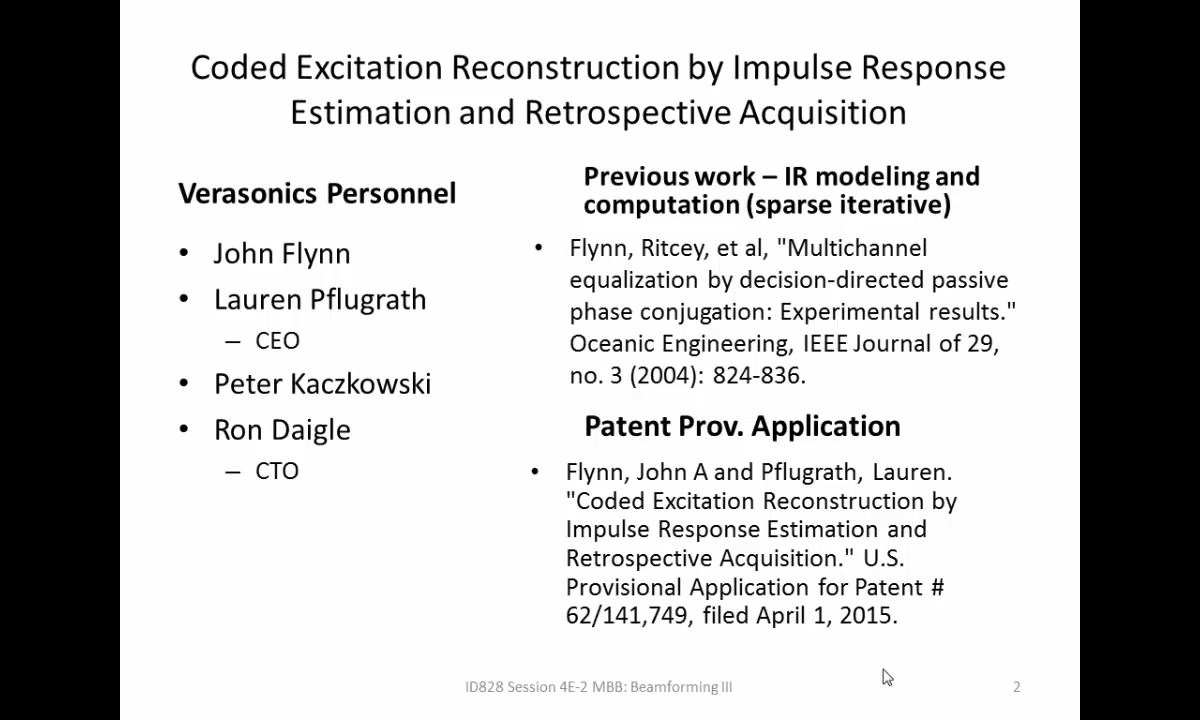 Coded Excitation Reconstruction by Impulse Response
Estimation and Retrospective Acquisition
Verasonics Personnel
• John Flynn
• Lauren Pflugrath
– CEO
• Peter Kaczkowski
• Ron Daigle
– CTO
Previous work – IR modeling and
computation (sparse iterative)
• Flynn, Ritcey, et al, "Multichannel
equalization by decision-directed passive
phase conjugation: Experimental results."
Oceanic Engineering, IEEE Journal of 29,
no. 3 (2004): 824-836.
Patent Prov. Application
• Flynn, John A and Pflugrath, Lauren.
"Coded Excitation Reconstruction by
Impulse Response Estimation and
Retrospective Acquisition." U.S.
Provisional Application for Patent #
62/141,749, filed April 1, 2015.
ID828 Session 4E-2 MBB: Beamforming III
2